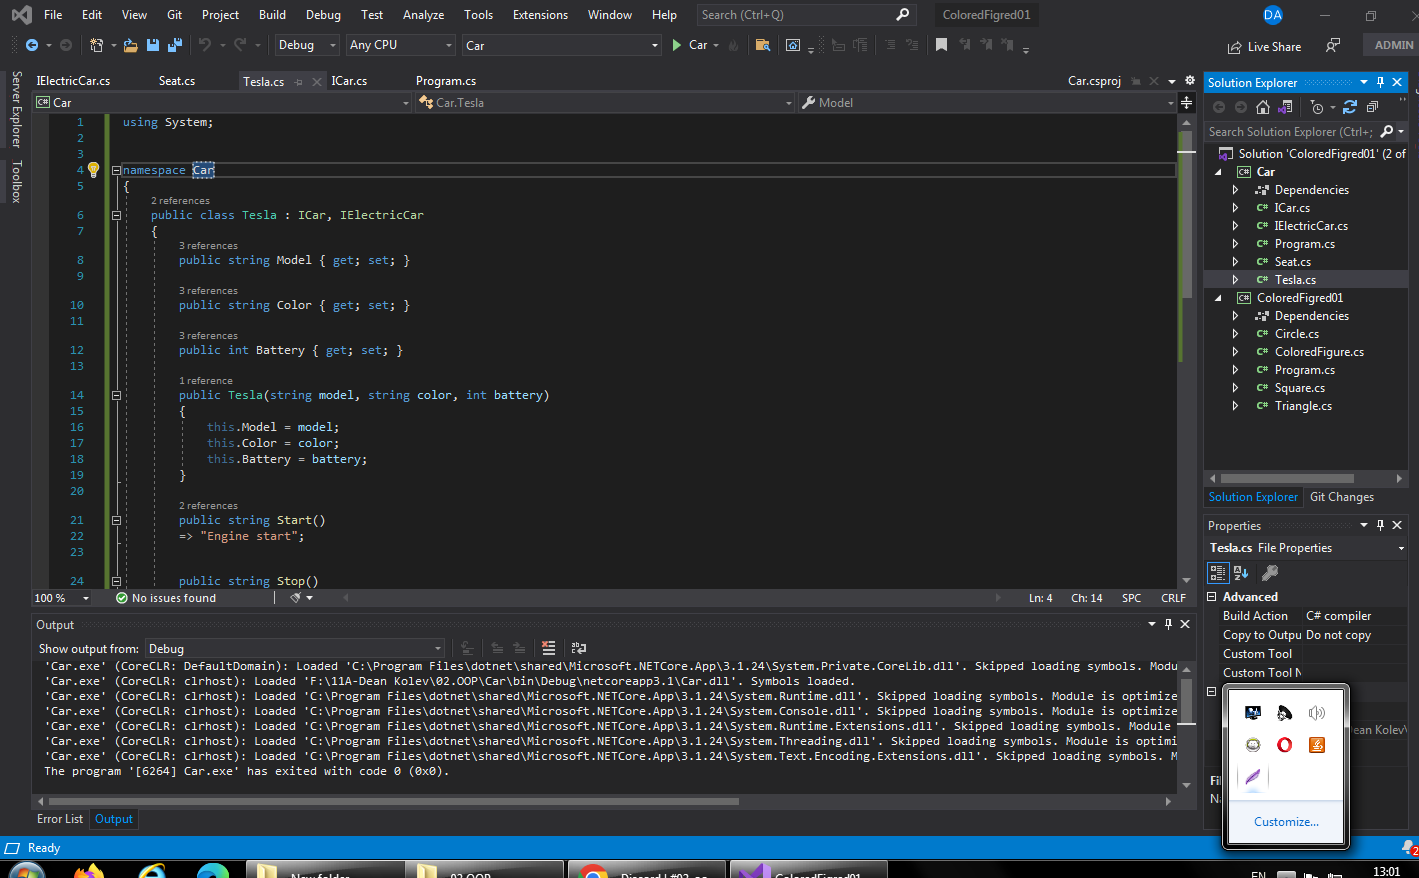 File Edit View Git Project Build Debug Test Analyze Tools Extensions Window Help Search (Ctrl+Q) ColoredFigred01 DA
Debug Any CPU Car Car Live Share ADMIN
Server Explorer
Toolbox
IElectricCar.cs Seat.cs Tesla.cs ICar.cs Program.cs Car.csproj
Car Car.Tesla Model
1 using System;
2
3
4 namespace Car
5 {
2 references
6 public class Tesla : ICar, IElectricCar
7 {
3 references
8 public string Model { get; set; }
9
3 references
10 public string Color { get; set; }
11
3 references
12 public int Battery { get; set; }
13
1 reference
14 public Tesla(string model, string color, int battery)
15 {
16 this.Model = model;
17 this.Color = color;
18 this.Battery = battery;
19 }
20
2 references
21 public string Start()
22 => "Engine start";
23
24 public string Stop()
100 % No issues found Ln: 4 Ch: 14 SPC CRLF
Output
Show output from: Debug
'Car.exe' (CoreCLR: DefaultDomain): Loaded 'C:\Program Files\dotnet\shared\Microsoft.NETCore.App\3.1.24\System.Private.CoreLib.dll'. Skipped loading symbols. Modu
'Car.exe' (CoreCLR: clrhost): Loaded 'F:\11A-Dean Kolev\02.OOP\Car\bin\Debug\netcoreapp3.1\Car.dll'. Symbols loaded.
'Car.exe' (CoreCLR: clrhost): Loaded 'C:\Program Files\dotnet\shared\Microsoft.NETCore.App\3.1.24\System.Runtime.dll'. Skipped loading symbols. Module is optimize
'Car.exe' (CoreCLR: clrhost): Loaded 'C:\Program Files\dotnet\shared\Microsoft.NETCore.App\3.1.24\System.Console.dll'. Skipped loading symbols. Module is optimize
'Car.exe' (CoreCLR: clrhost): Loaded 'C:\Program Files\dotnet\shared\Microsoft.NETCore.App\3.1.24\System.Runtime.Extensions.dll'. Skipped loading symbols. Module
'Car.exe' (CoreCLR: clrhost): Loaded 'C:\Program Files\dotnet\shared\Microsoft.NETCore.App\3.1.24\System.Threading.dll'. Skipped loading symbols. Module is optimi
'Car.exe' (CoreCLR: clrhost): Loaded 'C:\Program Files\dotnet\shared\Microsoft.NETCore.App\3.1.24\System.Text.Encoding.Extensions.dll'. Skipped loading symbols. M
The program '[6264] Car.exe' has exited with code 0 (0x0).
Error List Output
Solution Explorer
Search Solution Explorer (Ctrl+;
Solution 'ColoredFigred01' (2 of
Car
Dependencies
ICar.cs
IElectricCar.cs
Program.cs
Seat.cs
Tesla.cs
ColoredFigred01
Dependencies
Circle.cs
ColoredFigure.cs
Program.cs
Square.cs
Triangle.cs
Solution Explorer Git Changes
Properties
Tesla.cs File Properties
Advanced
Build Action C# compiler
Copy to Outpu Do not copy
Custom Tool
Custom Tool N
ean Kolev\
Fil
Na
Customize...
Ready 2
New folder 02.OOP ColoredFigred01 EN 13:01